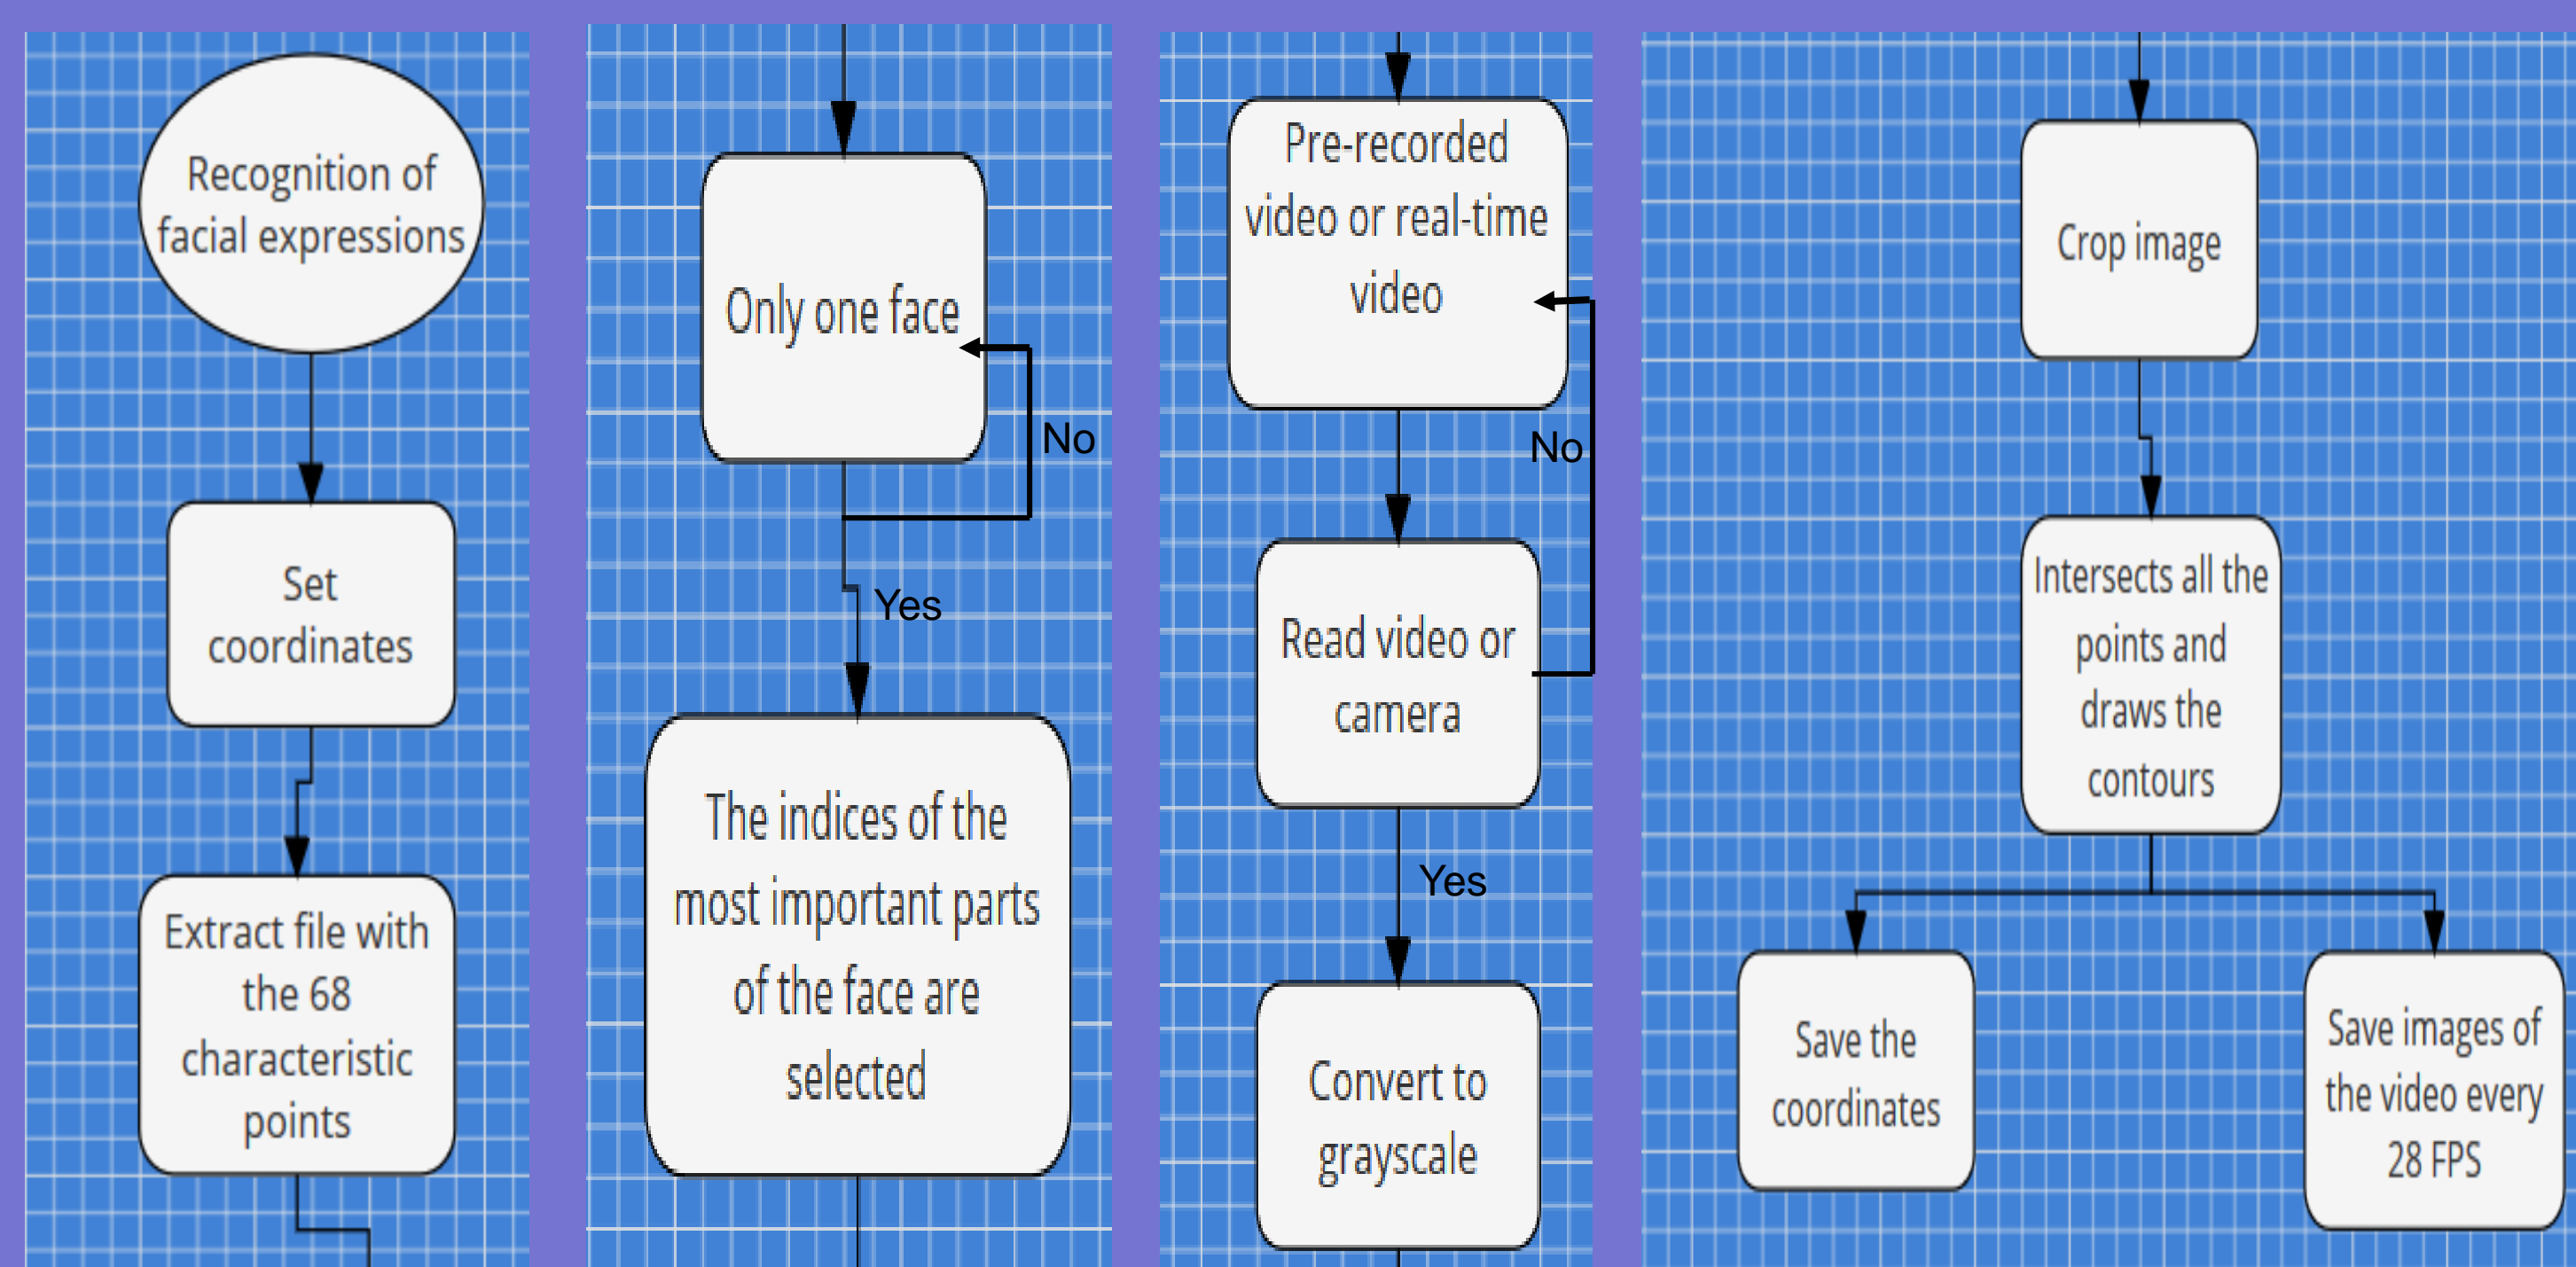 Recognition of
facial expressions
Set
coordinates
Extract file with
the 68
characteristic
points
Only one face
No
Yes
The indices of the
most important parts
of the face are
selected
Pre-recorded
video or real-time
video
No
Read video or
camera
Yes
Convert to
grayscale
Crop image
Intersects all the
points and
draws the
contours
Save the
coordinates
Save images of
the video every
28 FPS